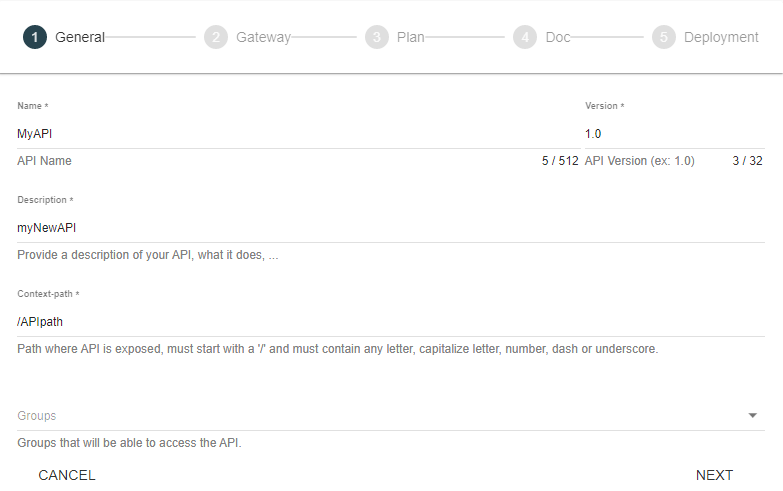 1 General 2 Gateway 3 Plan 4 Doc 5 Deployment
Name * Version *
MyAPI 1.0
API Name 5 / 512 API Version (ex: 1.0) 3 / 32
Description *
myNewAPI
Provide a description of your API, what it does, ...
Context-path *
/APIpath
Path where API is exposed, must start with a '/' and must contain any letter, capitalize letter, number, dash or underscore.
Groups
Groups that will be able to access the API.
CANCEL NEXT